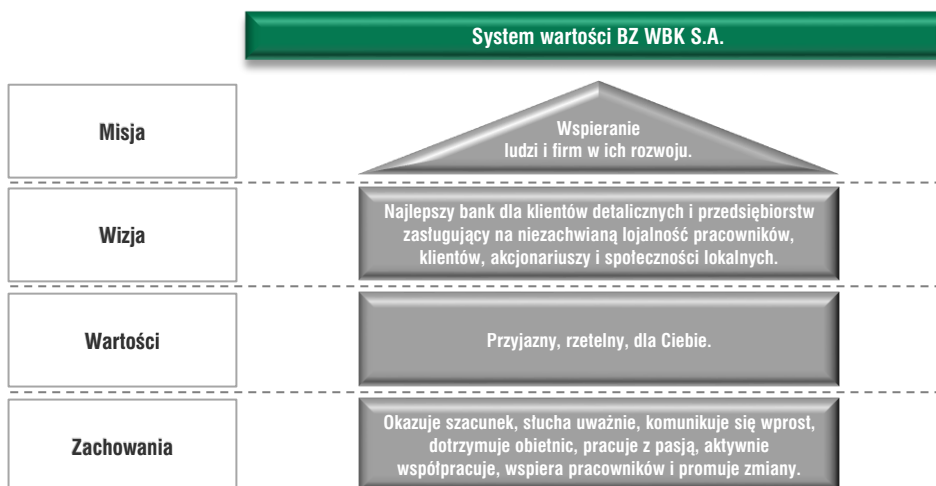 System wartości BZ WBK S.A.
Misja
Wspieranie
ludzi i firm w ich rozwoju.
Wizja
Najlepszy bank dla klientów detalicznych i przedsiębiorstw
zasługujący na niezachwianą lojalność pracowników,
klientów, akcjonariuszy i społeczności lokalnych.
Wartości
Przyjazny, rzetelny, dla Ciebie.
Zachowania
Okazuje szacunek, słucha uważnie, komunikuje się wprost,
dotrzymuje obietnic, pracuje z pasją, aktywnie
współpracuje, wspiera pracowników i promuje zmiany.